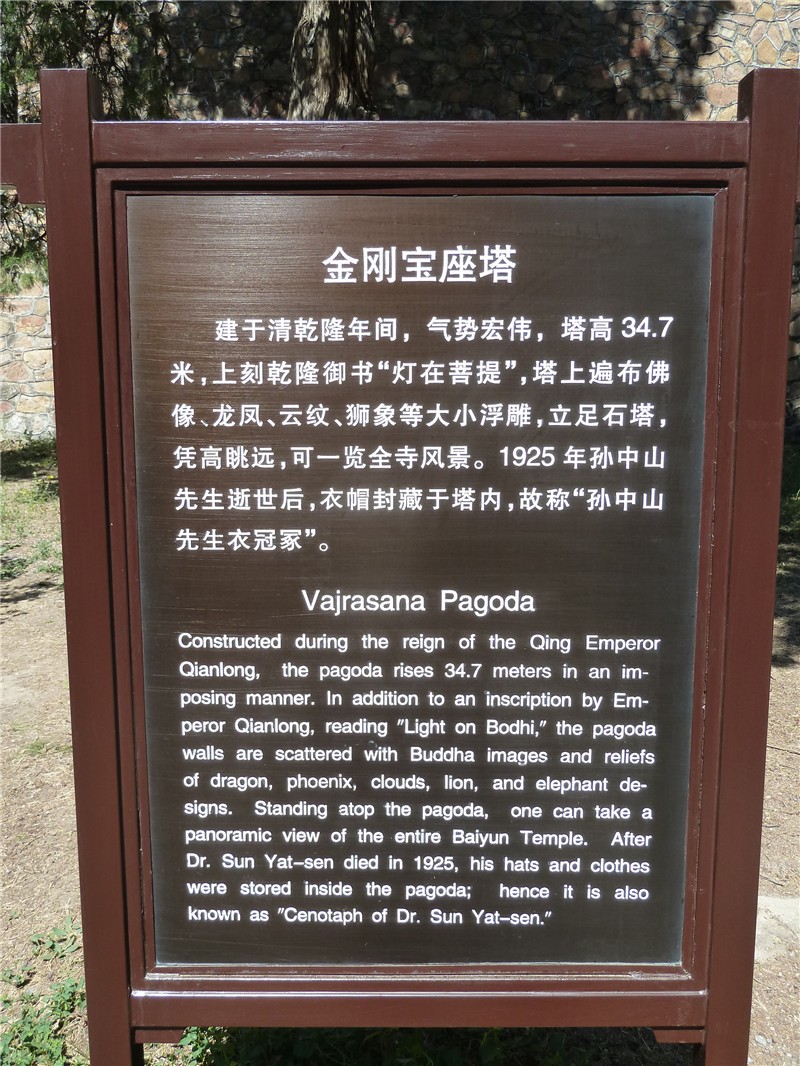 金刚宝座塔
建于清乾隆年间，气势宏伟，塔高34.7
米，上刻乾隆御书“灯在菩提”，塔上遍布佛
像、龙凤、云纹、狮象等大小浮雕，立足石塔，
凭高眺远，可一览全寺风景。1925年孙中山
先生逝世后，衣帽封藏于塔内，故称“孙中山
先生衣冠冢”。
Vajrasana Pagoda
Constructed during the reign of the Qing Emperor
Qianlong, the pagoda rises 34.7 meters in an im-
posing manner. In addition to an inscription by Em-
peror Qianlong, reading "Light on Bodhi," the pagoda
walls are scattered with Buddha images and reliefs
of dragon, phoenix, clouds, lion, and elephant de-
signs. Standing atop the pagoda, one can take a
panoramic view of the entire Baiyun Temple. After
Dr. Sun Yat-sen died in 1925, his hats and clothes
were stored inside the pagoda; hence it is also
known as "Cenotaph of Dr. Sun Yat-sen."